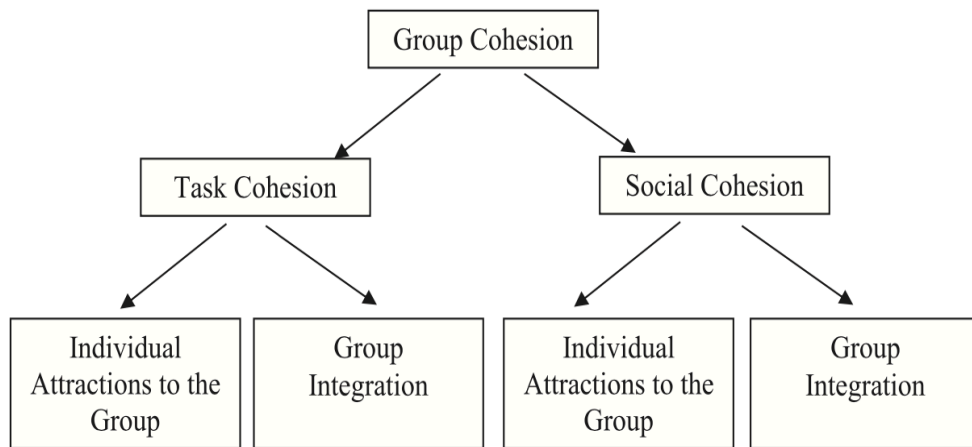 Group Cohesion
Task Cohesion
Social Cohesion
Individual
Attractions to the
Group
Group
Integration
Individual
Attractions to the
Group
Group
Integration